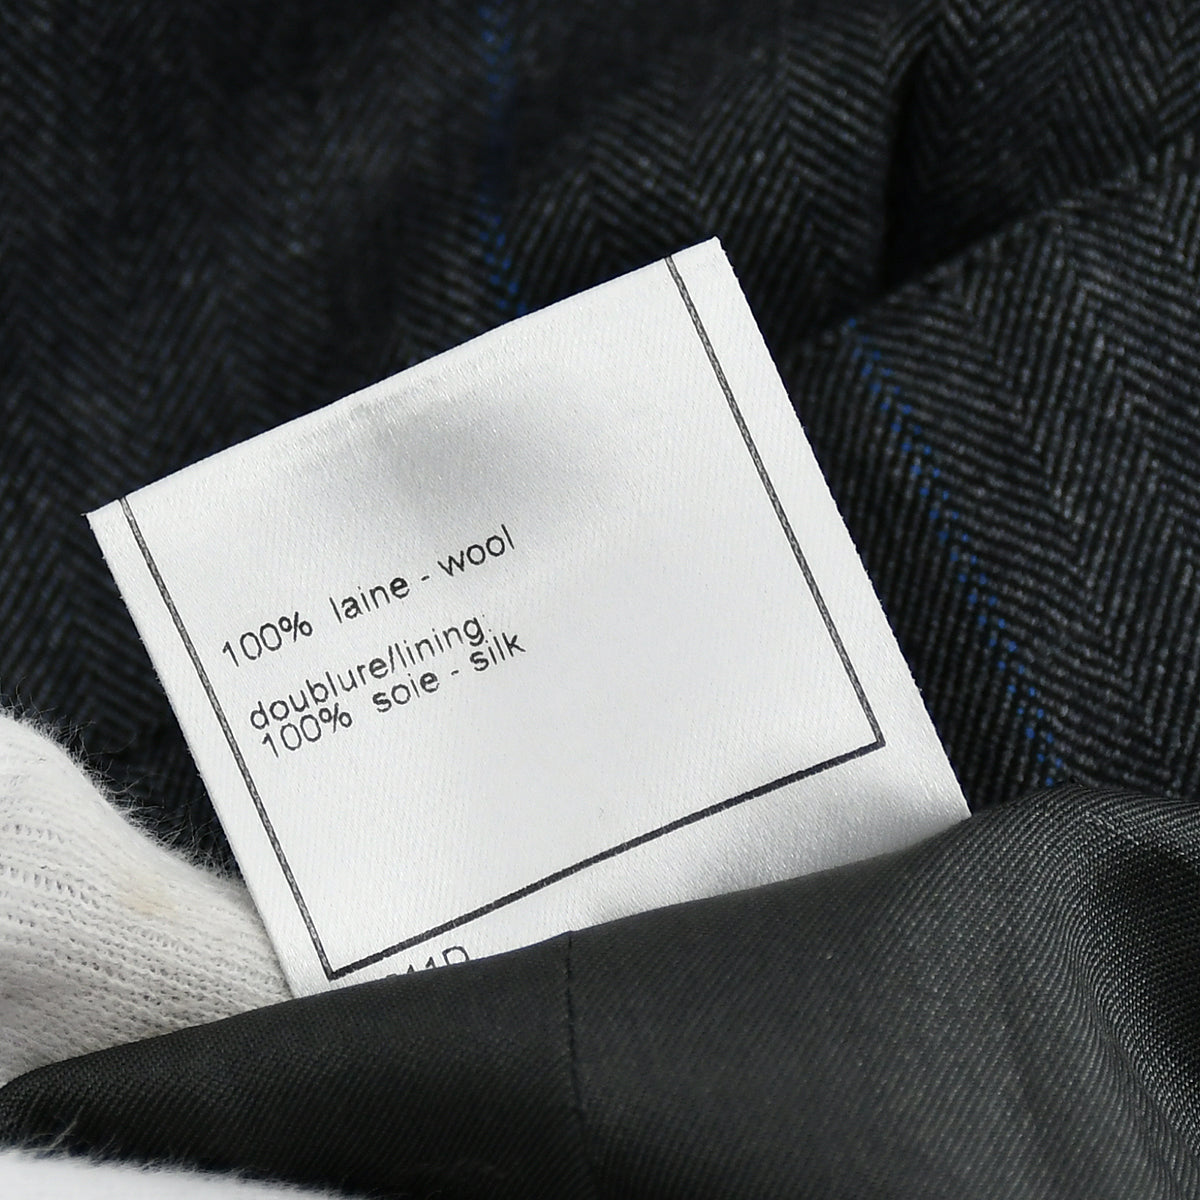 100% laine - wool
doublure/lining:
100% soie - silk